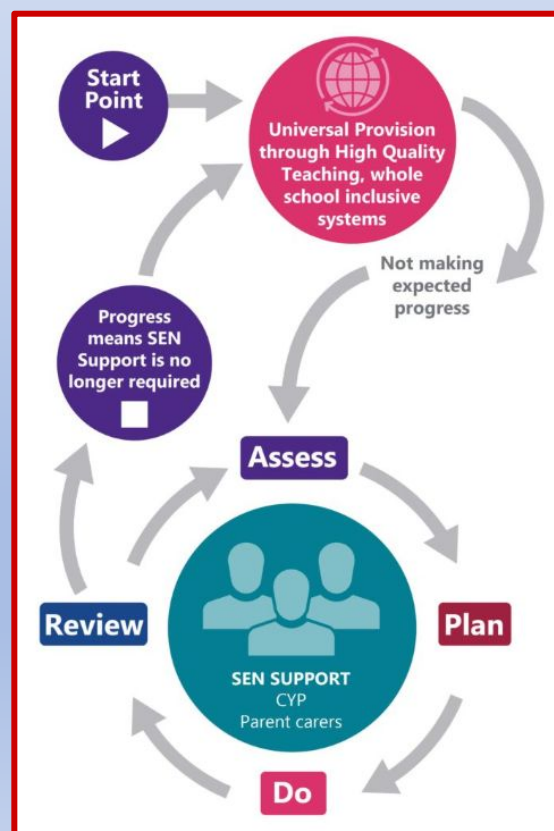 Start
Point
Universal Provision
through High Quality
Teaching, whole
school inclusive
systems
Not making
expected
progress
Progress
means SEN
Support is no
longer required
Assess
Review
Plan
SEN SUPPORT
CYP
Parent carers
Do